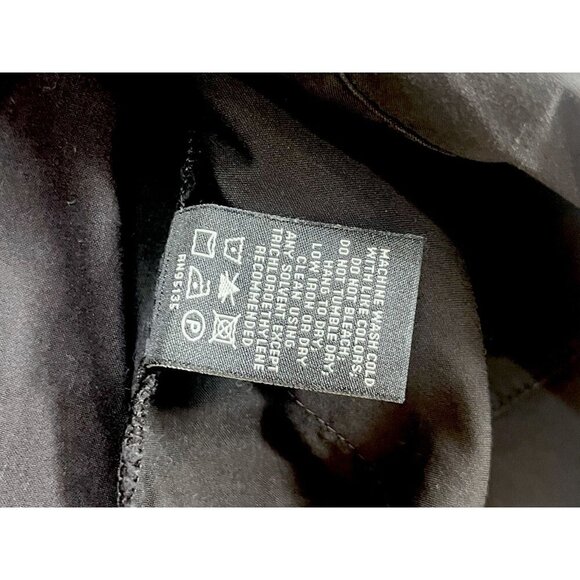 MACHINE WASH COLD
WITH LIKE COLORS,
DO NOT BLEACH,
DO NOT TUMBLE DRY,
HANG TO DRY,
LOW IRON OR DRY
CLEAN USING
ANY SOLVENT EXCEPT
TRICHLOROETHYLENE
RECOMMENDED
P
RN95135